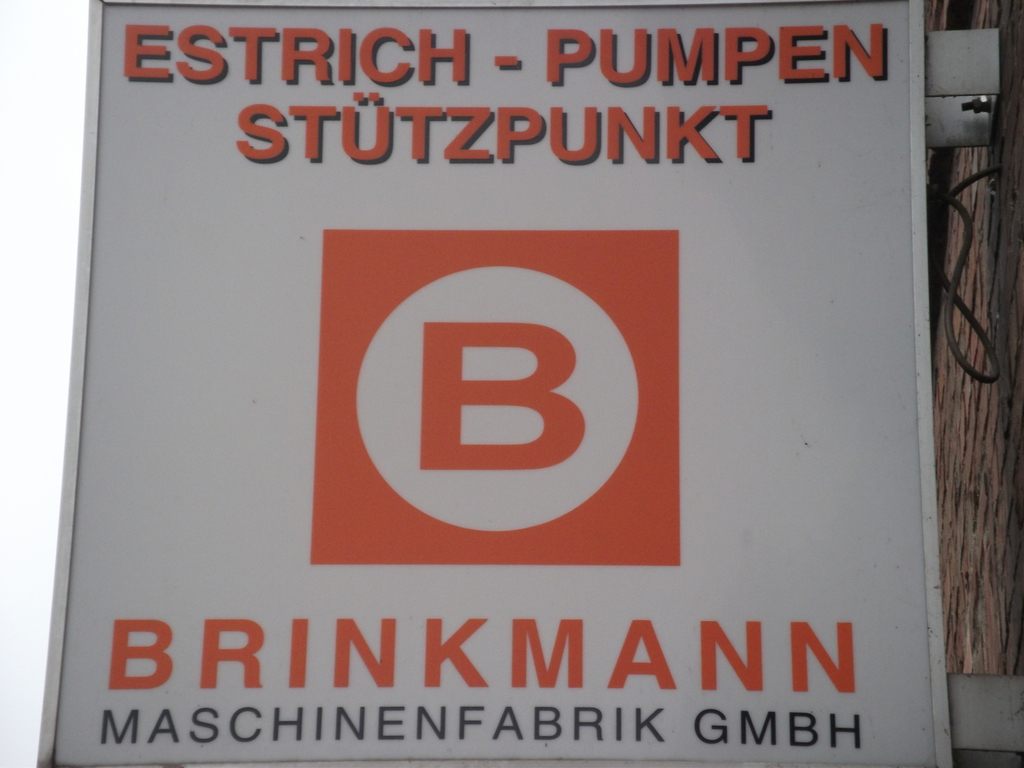 ESTRICH - PUMPEN
STÜTZPUNKT
B
BRINKMANN
MASCHINENFABRIK GMBH